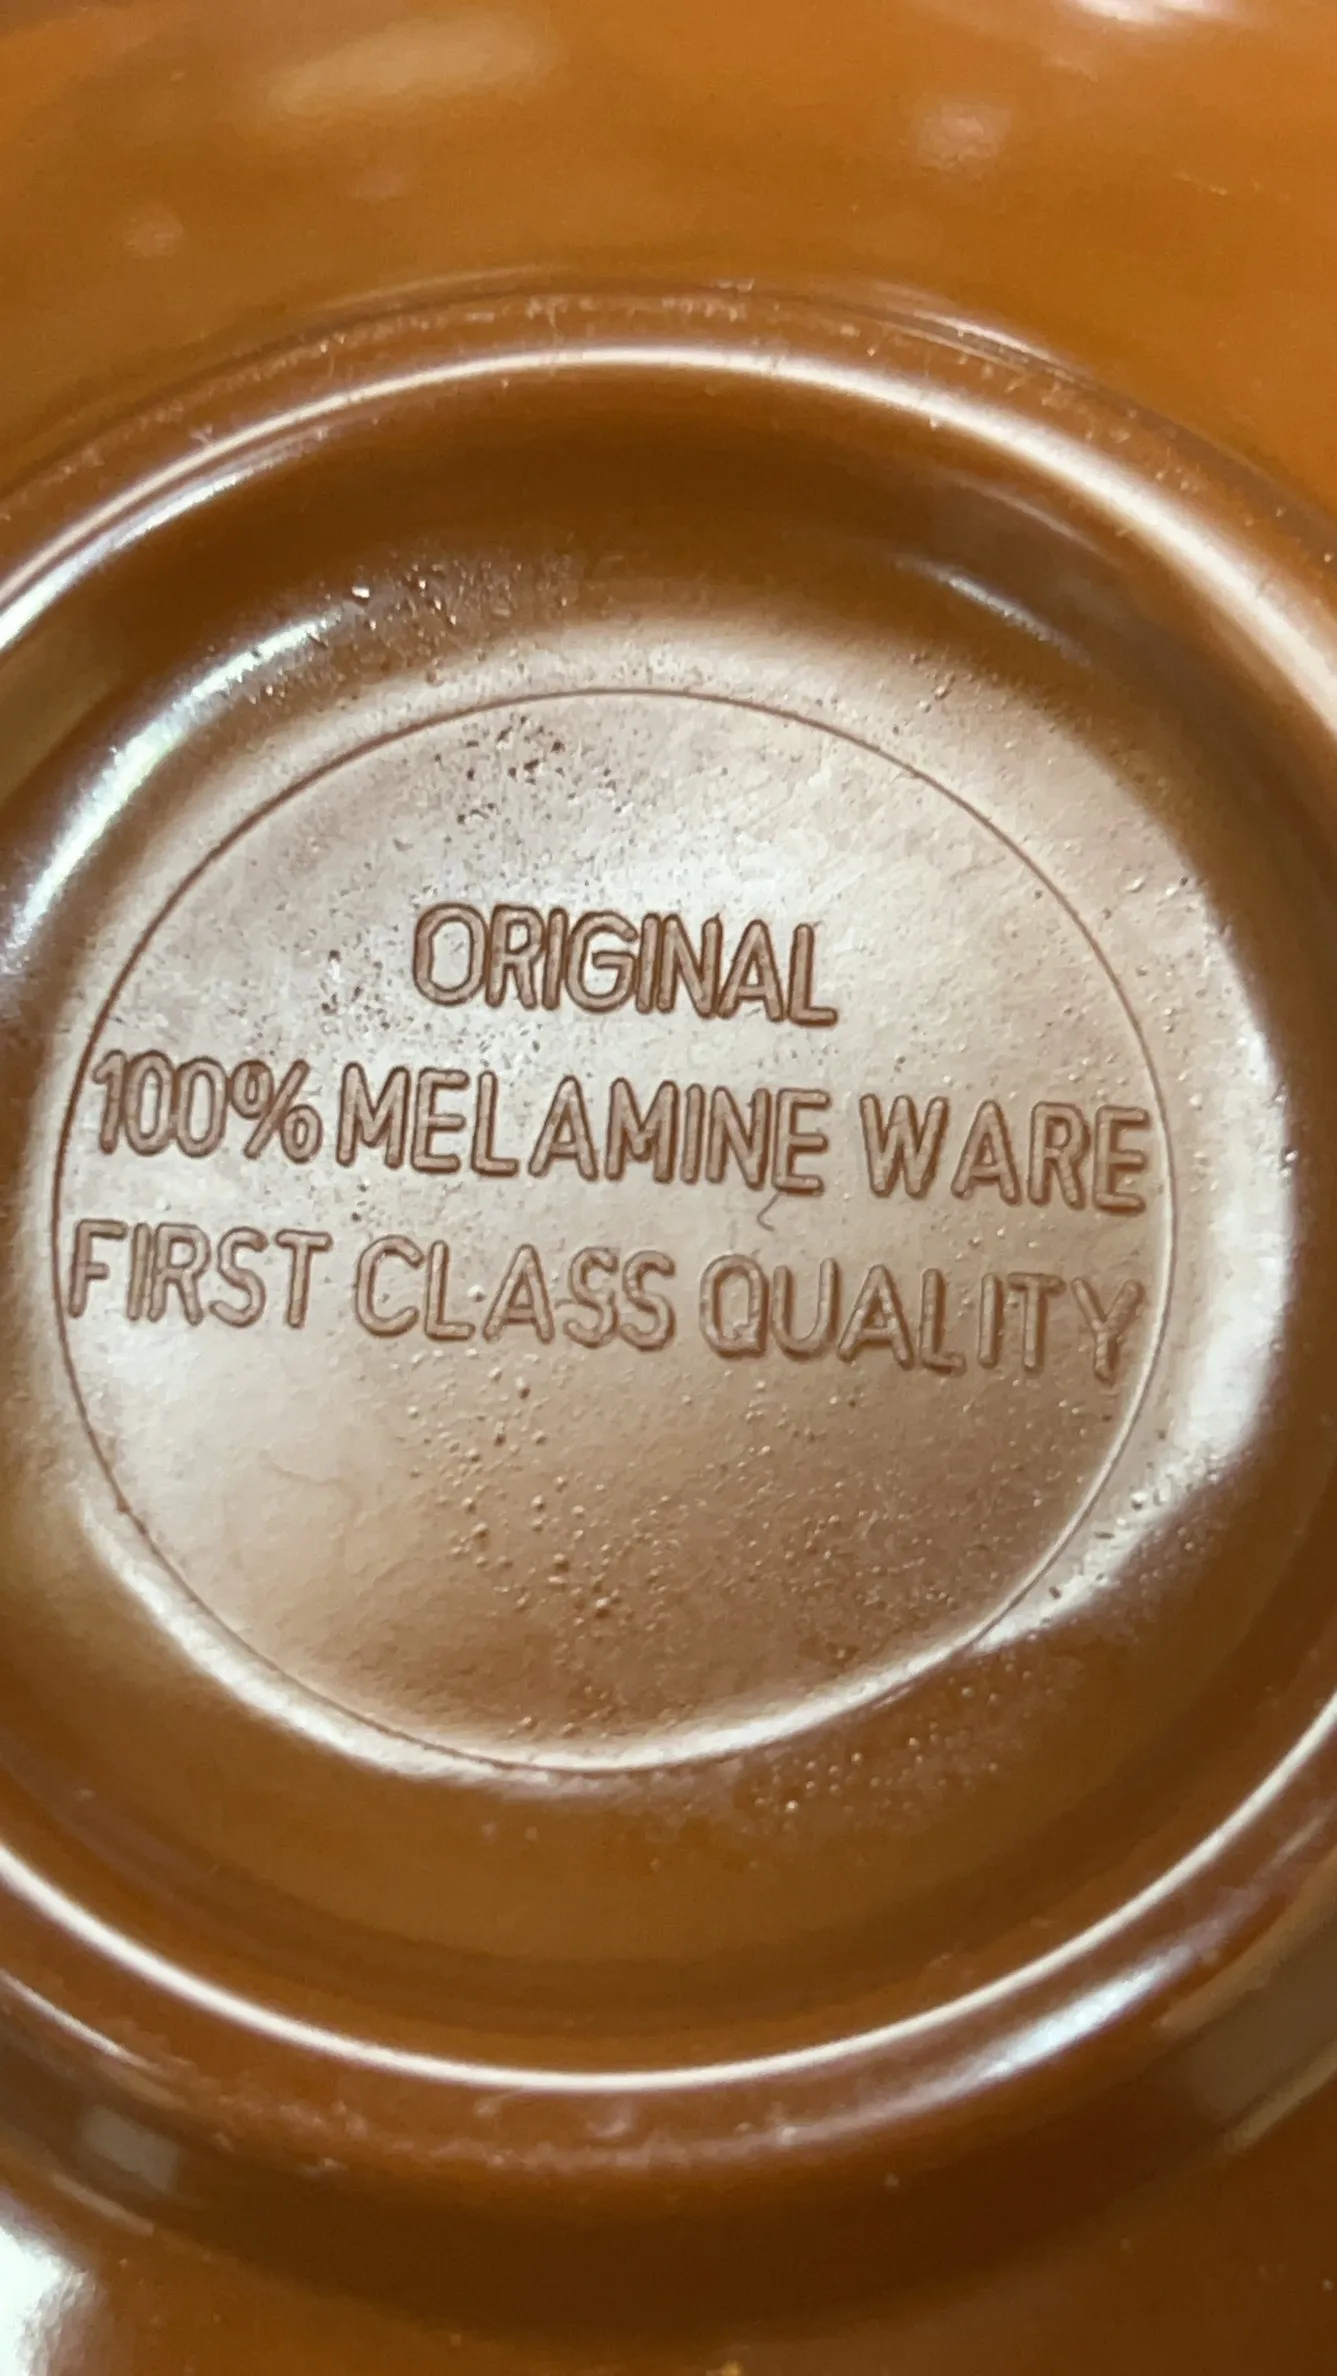 ORIGINAL
100% MELAMINE WARE
FIRST CLASS QUALITY